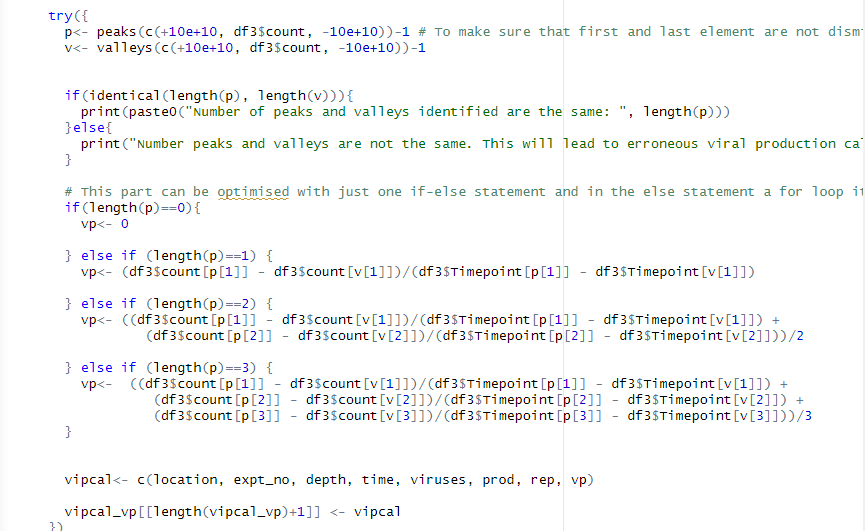 try({
p<- peaks(c(+10e+10, df3$count, -10e+10))-1 # To make sure that first and last element are not
v<- valleys(c(+10e+10, df3$count, -10e+10))-1
if(identical(length(p), length(v))){
print(paste0("Number of peaks and valleys identified are the same: ", length(p)))
}else{
print("Number peaks and valleys are not the same. This will lead to erroneous viral production
}
# This part can be optimised with just one if-else statement and in the else statement a for loop
if(length(p)==0){
vp<- 0
} else if (length(p)==1) {
vp<- (df3$count[p[1]] - df3$count[v[1]])/(df3$Timepoint[p[1]] - df3$Timepoint[v[1]])
} else if (length(p)==2) {
vp<- ((df3$count[p[1]] - df3$count[v[1]])/(df3$Timepoint[p[1]] - df3$Timepoint[v[1]]) +
(df3$count[p[2]] - df3$count[v[2]])/(df3$Timepoint[p[2]] - df3$Timepoint[v[2]]))/2
} else if (length(p)==3) {
vp<-  ((df3$count[p[1]] - df3$count[v[1]])/(df3$Timepoint[p[1]] - df3$Timepoint[v[1]]) +
(df3$count[p[2]] - df3$count[v[2]])/(df3$Timepoint[p[2]] - df3$Timepoint[v[2]]) +
(df3$count[p[3]] - df3$count[v[3]])/(df3$Timepoint[p[3]] - df3$Timepoint[v[3]]))/3
}
vipcal<- c(location, expt_no, depth, time, viruses, prod, rep, vp)
vipcal_vp[[length(vipcal_vp)+1]] <- vipcal
})